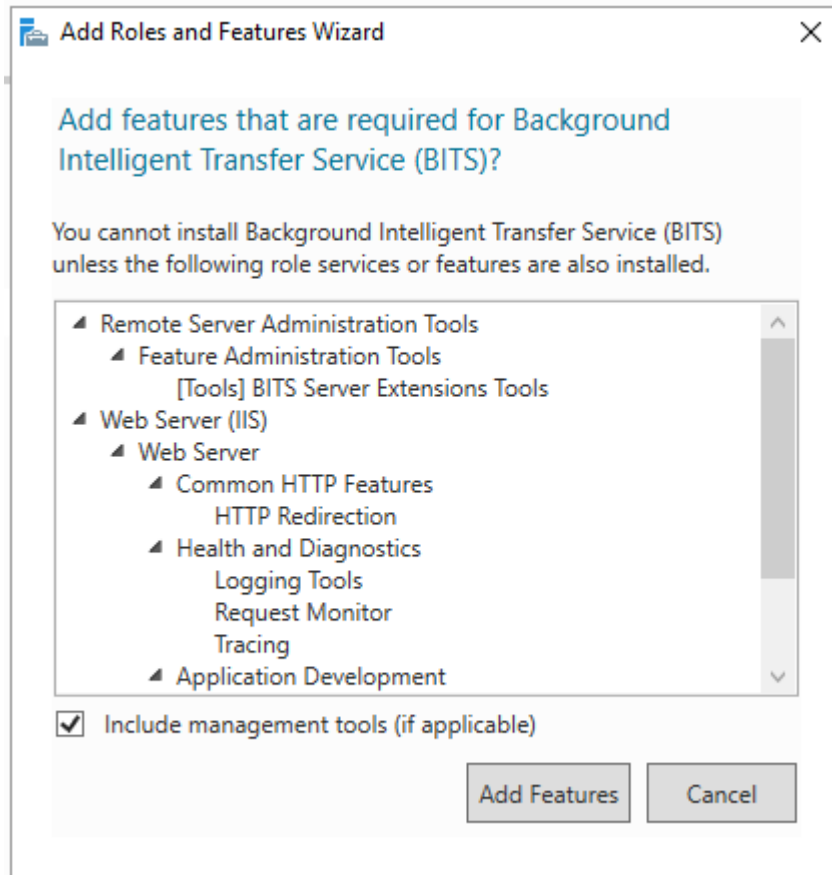 Add Roles and Features Wizard
Add features that are required for Background
Intelligent Transfer Service (BITS)?
You cannot install Background Intelligent Transfer Service (BITS)
unless the following role services or features are also installed.
Remote Server Administration Tools
Feature Administration Tools
[Tools] BITS Server Extensions Tools
Web Server (IIS)
Web Server
Common HTTP Features
HTTP Redirection
Health and Diagnostics
Logging Tools
Request Monitor
Tracing
Application Development
Include management tools (if applicable)
Add Features
Cancel